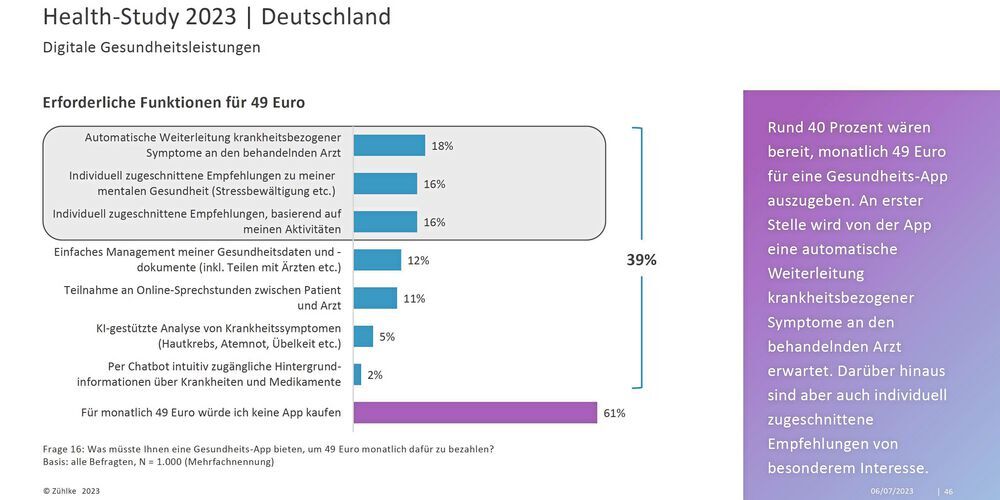 Health-Study 2023 | Deutschland
Digitale Gesundheitsleistungen
Erforderliche Funktionen für 49 Euro
Automatische Weiterleitung krankheitsbezogener
Symptome an den behandelnden Arzt
18%
Individuell zugeschnittene Empfehlungen zu meiner
mentalen Gesundheit (Stressbewältigung etc.)
16%
Individuell zugeschnittene Empfehlungen, basierend auf
meinen Aktivitäten
16%
Einfaches Management meiner Gesundheitsdaten und -
dokumente (inkl. Teilen mit Ärzten etc.)
12%
Teilnahme an Online-Sprechstunden zwischen Patient
und Arzt
11%
KI-gestützte Analyse von Krankheitssymptomen
(Hautkrebs, Atemnot, Übelkeit etc.)
5%
Per Chatbot intuitiv zugängliche Hintergrund-
informationen über Krankheiten und Medikamente
2%
Für monatlich 49 Euro würde ich keine App kaufen
61%
39%
Frage 16: Was müsste Ihnen eine Gesundheits-App bieten, um 49 Euro monatlich dafür zu bezahlen?
Basis: alle Befragten, N = 1.000 (Mehrfachnennung)
Rund 40 Prozent wären
bereit, monatlich 49 Euro
für eine Gesundheits-App
auszugeben. An erster
Stelle wird von der App
eine automatische
Weiterleitung
krankheitsbezogener
Symptome an den
behandelnden Arzt
erwartet. Darüber hinaus
sind aber auch individuell
zugeschnittene
Empfehlungen von
besonderem Interesse.
© Zühlke 2023
06/07/2023 | 46